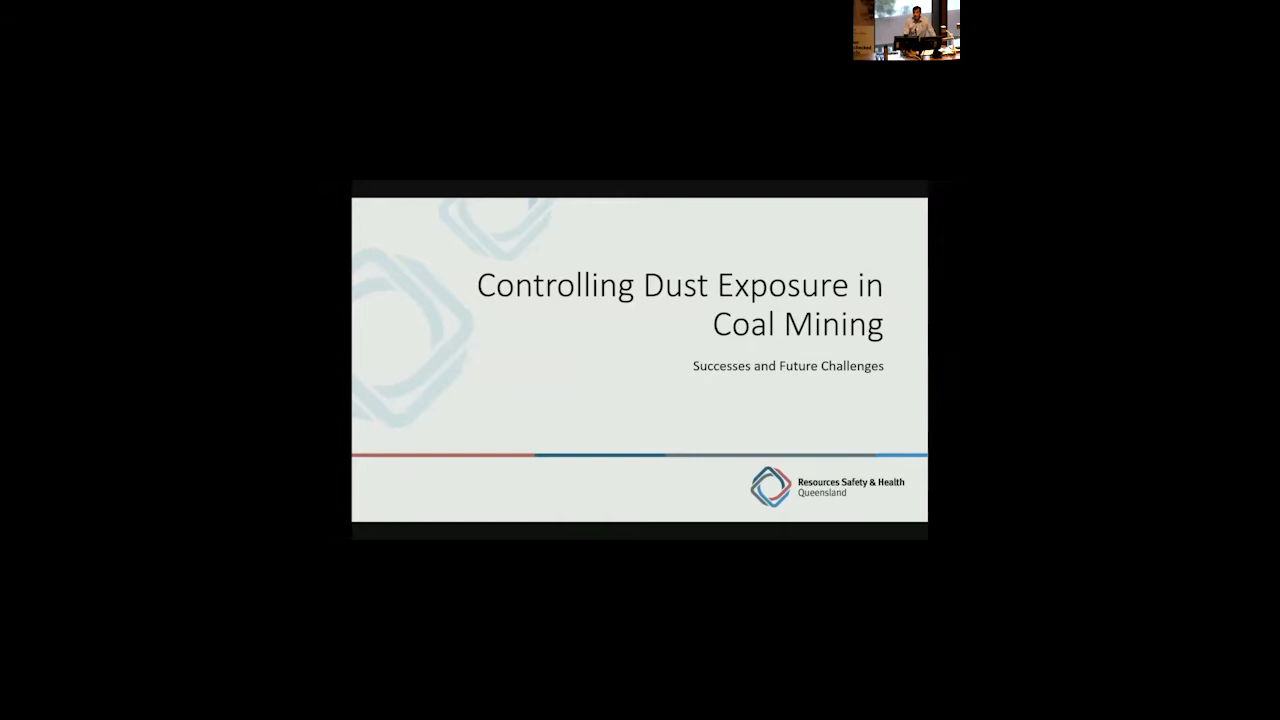 Controlling Dust Exposure in
Coal Mining
Successes and Future Challenges
Resources Safety & Health
Queensland